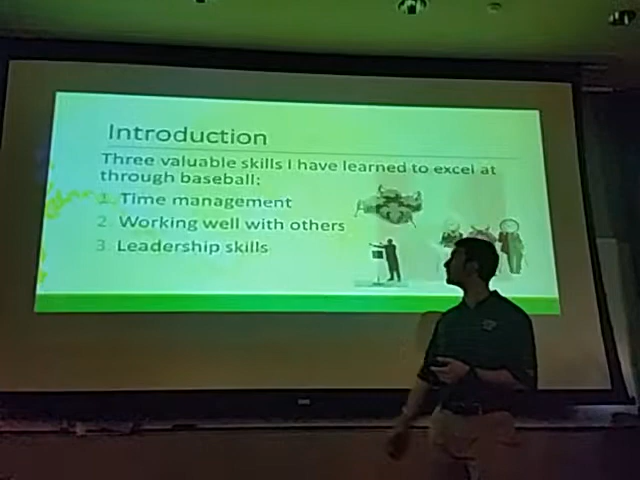 Introduction
Three valuable skills I have learned to excel at
through baseball:
1. Time management
2. Working well with others
3. Leadership skills